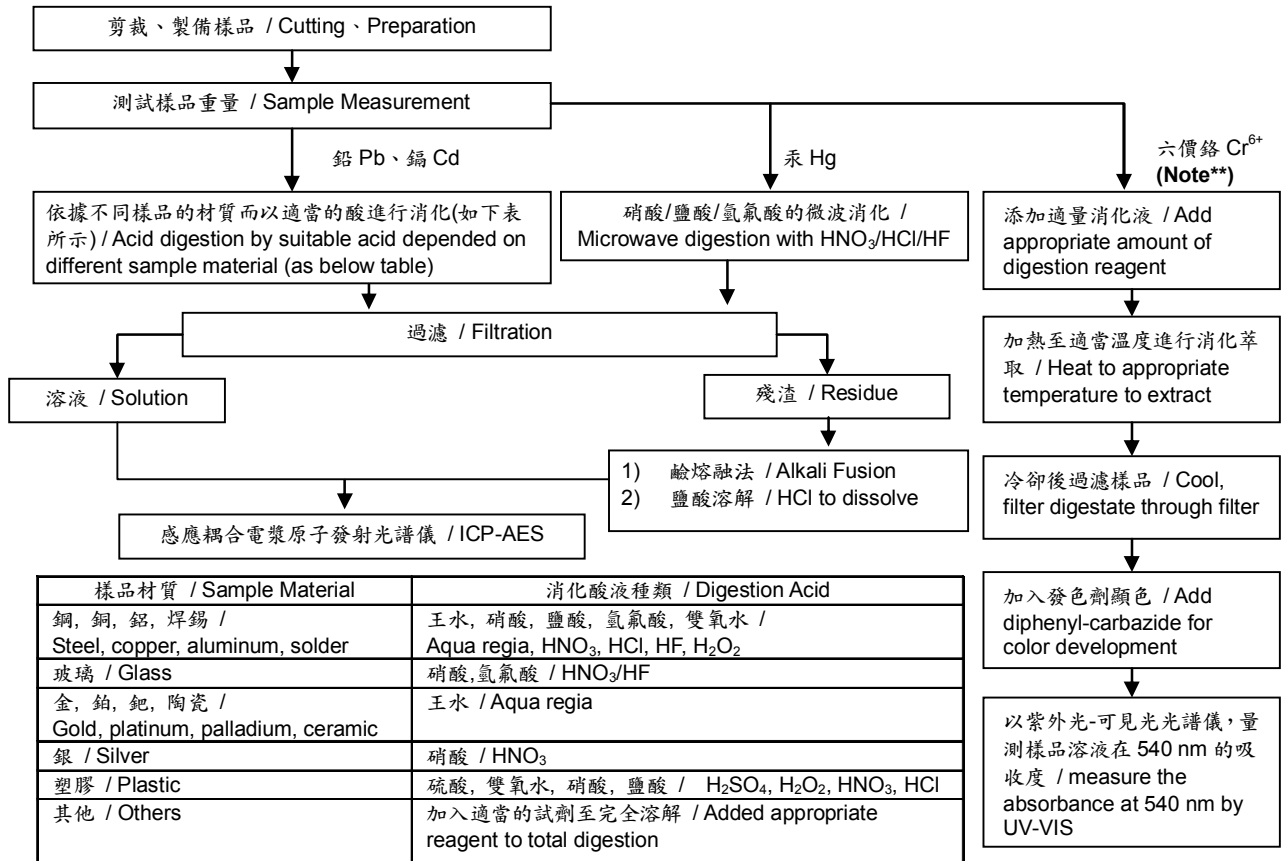 剪裁、製備樣品 / Cutting、Preparation
測試樣品重量 / Sample Measurement
鉛 Pb、鎘 Cd
汞 Hg
六價鉻 Cr⁶⁺
(Note**)
依據不同樣品的材質而以適當的酸進行消化(如下表
所示) / Acid digestion by suitable acid depended on
different sample material (as below table)
硝酸/鹽酸/氫氟酸的微波消化 /
Microwave digestion with HNO₃/HCl/HF
添加適量消化液 / Add
appropriate amount of
digestion reagent
過濾 / Filtration
加熱至適當溫度進行消化萃
取 / Heat to appropriate
temperature to extract
溶液 / Solution
殘渣 / Residue
1) 鹼熔融法 / Alkali Fusion
2) 鹽酸溶解 / HCl to dissolve
冷卻後過濾樣品 / Cool,
filter digestate through filter
感應耦合電漿原子發射光譜儀 / ICP-AES
加入發色劑顯色 / Add
diphenyl-carbazide for
color development
以紫外光-可見光光譜儀，量
測樣品溶液在 540 nm 的吸
收度 / measure the
absorbance at 540 nm by
UV-VIS
樣品材質 / Sample Material
消化酸液種類 / Digestion Acid
鋼, 銅, 鋁, 焊錫 /
Steel, copper, aluminum, solder
王水, 硝酸, 鹽酸, 氫氟酸, 雙氧水 /
Aqua regia, HNO₃, HCl, HF, H₂O₂
玻璃 / Glass
硝酸,氫氟酸 / HNO₃/HF
金, 鉑, 鈀, 陶瓷 /
Gold, platinum, palladium, ceramic
王水 / Aqua regia
銀 / Silver
硝酸 / HNO₃
塑膠 / Plastic
硫酸, 雙氧水, 硝酸, 鹽酸 / H₂SO₄, H₂O₂, HNO₃, HCl
其他 / Others
加入適當的試劑至完全溶解 / Added appropriate
reagent to total digestion